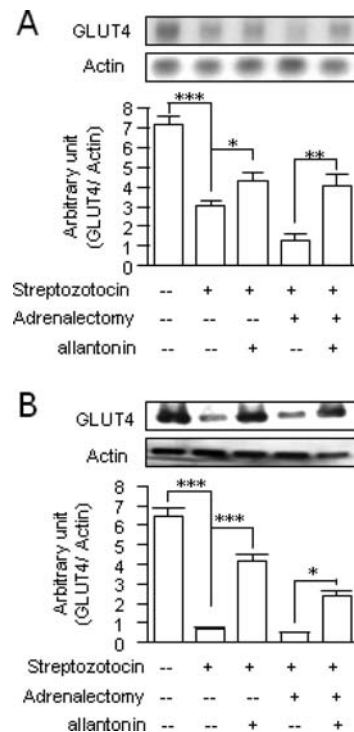 A
GLUT4
Actin
Arbitrary unit
(GLUT4/ Actin)
8
7
6
5
4
3
2
1
0
***
*
**
Streptozotocin -- + + + +
Adrenalectomy -- -- -- + +
allantonin -- -- + -- +
B
GLUT4
Actin
Arbitrary unit
(GLUT4/ Actin)
8
7
6
5
4
3
2
1
0
***
***
*
Streptozotocin -- + + + +
Adrenalectomy -- -- -- + +
allantonin -- -- + -- +